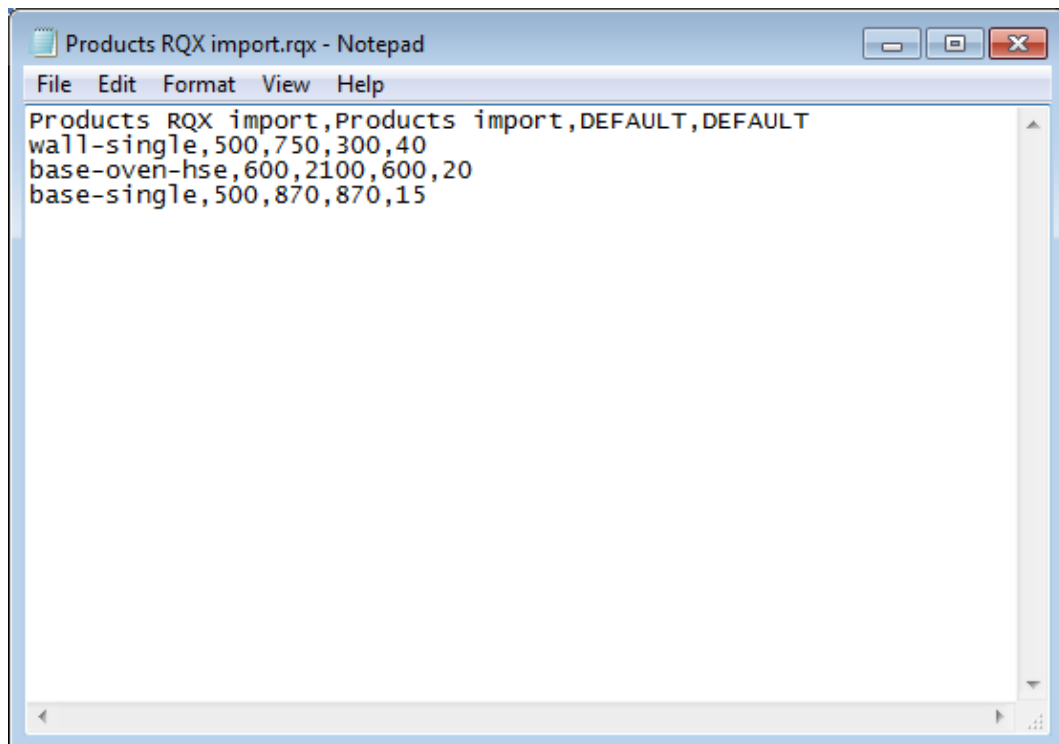 Products RQX import.rqx - Notepad
File Edit Format View Help
Products RQX import,Products import,DEFAULT,DEFAULT
wall-single,500,750,300,40
base-oven-hse,600,2100,600,20
base-single,500,870,870,15